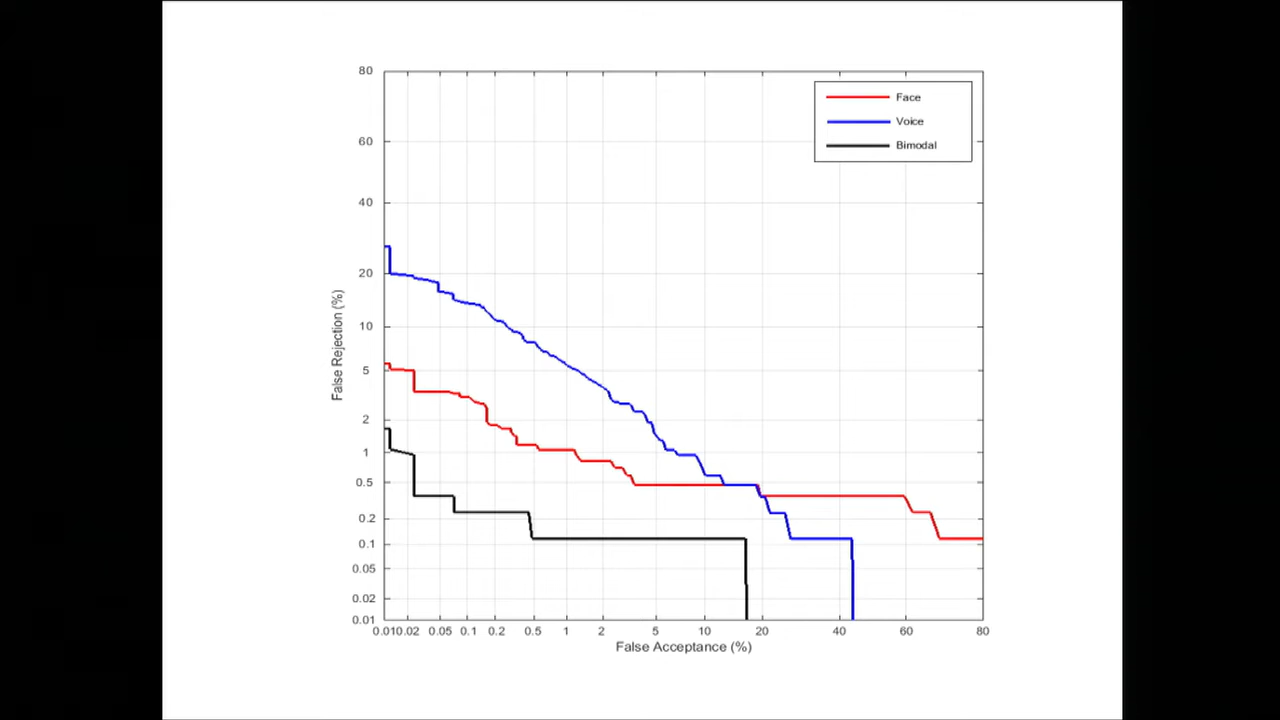 80
Face
Voice
Bimodal
60
40
20
10
5
2
1
0.5
0.2
0.1
0.05
0.02
0.01
False Rejection (%)
0.01 0.02 0.05 0.1 0.2 0.5 1 2 5 10 20 40 60 80
False Acceptance (%)